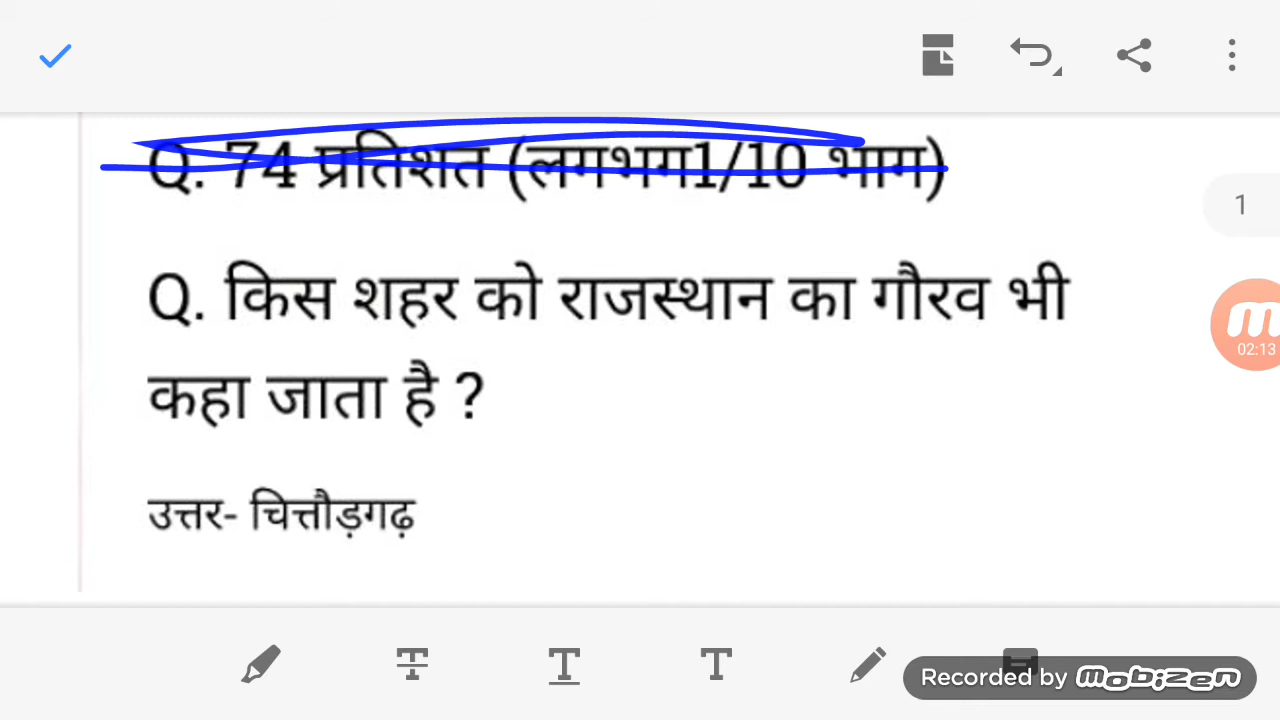 Q. 74 प्रतिशत (लगभग1/10 भाग)
1
Q. किस शहर को राजस्थान का गौरव भी
कहा जाता है ?
02:13
उत्तर- चित्तौड़गढ़
T T T
Recorded by mobizen